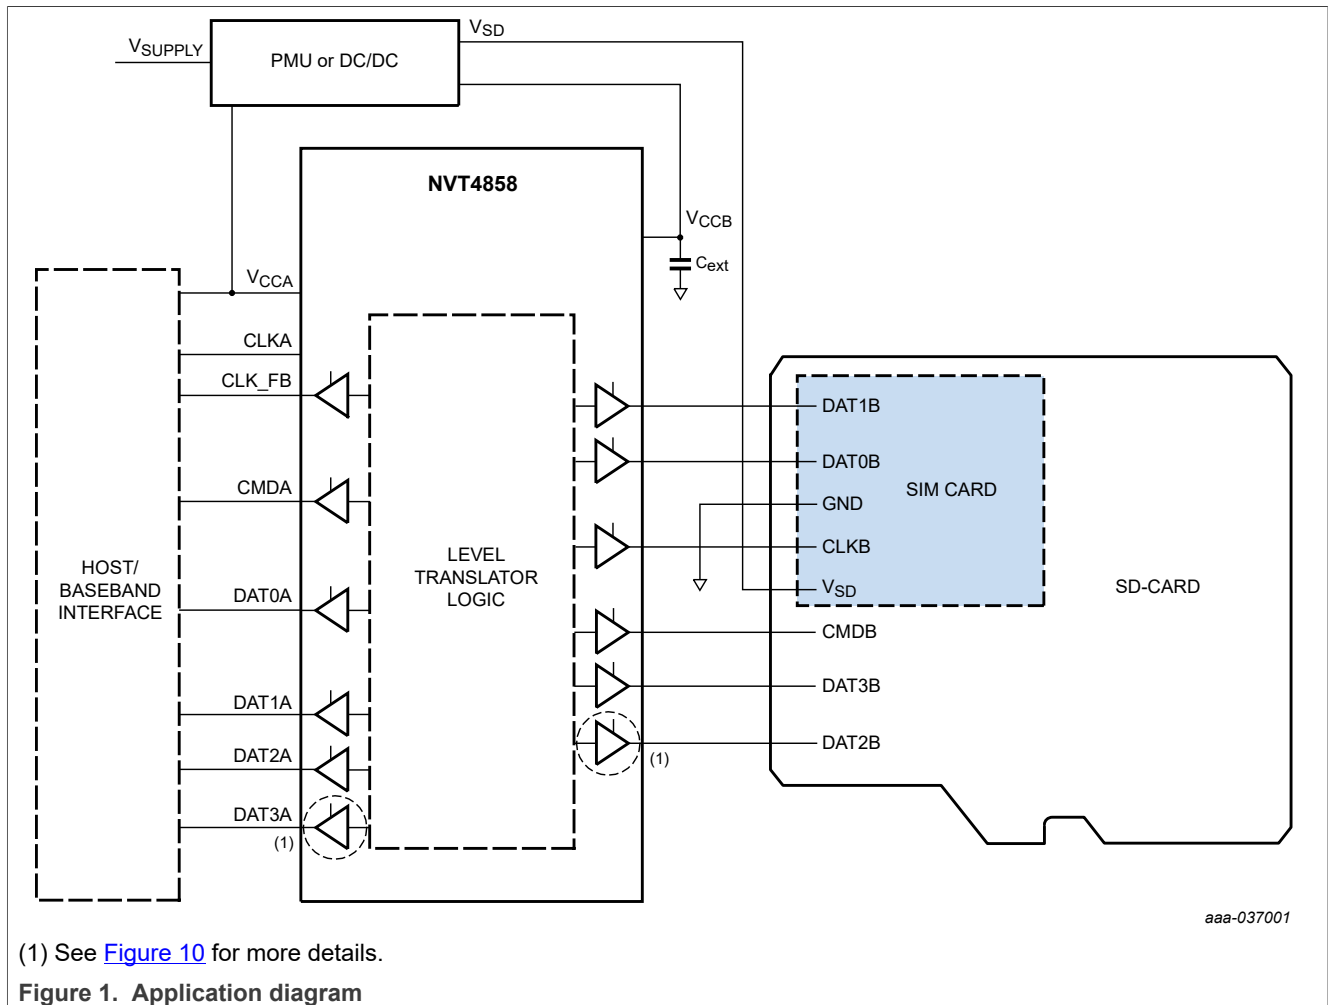 VSUPPLY
PMU or DC/DC
VSD
NVT4858
VCCB
Cext
VCCA
CLKA
CLK_FB
CMDA
DAT0A
DAT1A
DAT2A
DAT3A
(1)
HOST/
BASEBAND
INTERFACE
LEVEL
TRANSLATOR
LOGIC
(1)
DAT1B
DAT0B
GND
CLKB
VSD
SIM CARD
CMDB
DAT3B
DAT2B
SD-CARD
aaa-037001
(1) See Figure 10 for more details.
Figure 1. Application diagram